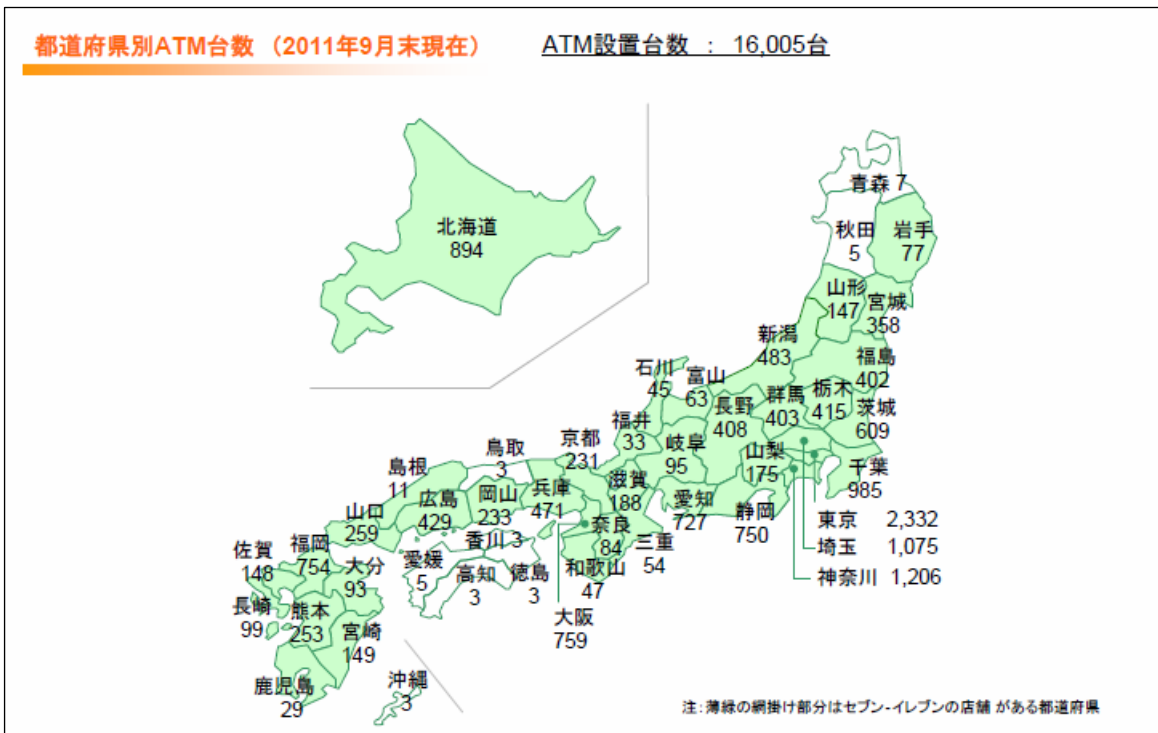 都道府県別ATM台数 （2011年9月末現在）
ATM設置台数 ： 16,005台
北海道
894
青森 7
秋田
5
岩手
77
山形
147
宮城
358
新潟
483
福島
402
石川
45
富山
63
長野
408
群馬
403
栃木
415
茨城
609
福井
33
岐阜
95
山梨
175
千葉
985
鳥取
3
京都
231
島根
11
広島
429
岡山
233
兵庫
471
滋賀
188
愛知
727
静岡
750
東京 2,332
埼玉 1,075
神奈川 1,206
山口
259
香川 3
奈良
84
三重
54
佐賀
148
福岡
754
大分
93
愛媛
5
高知
3
徳島
3
和歌山
47
大阪
759
長崎
99
熊本
253
宮崎
149
鹿児島
29
沖縄
3
注：薄緑の網掛け部分はセブン-イレブンの店舗 がある都道府県